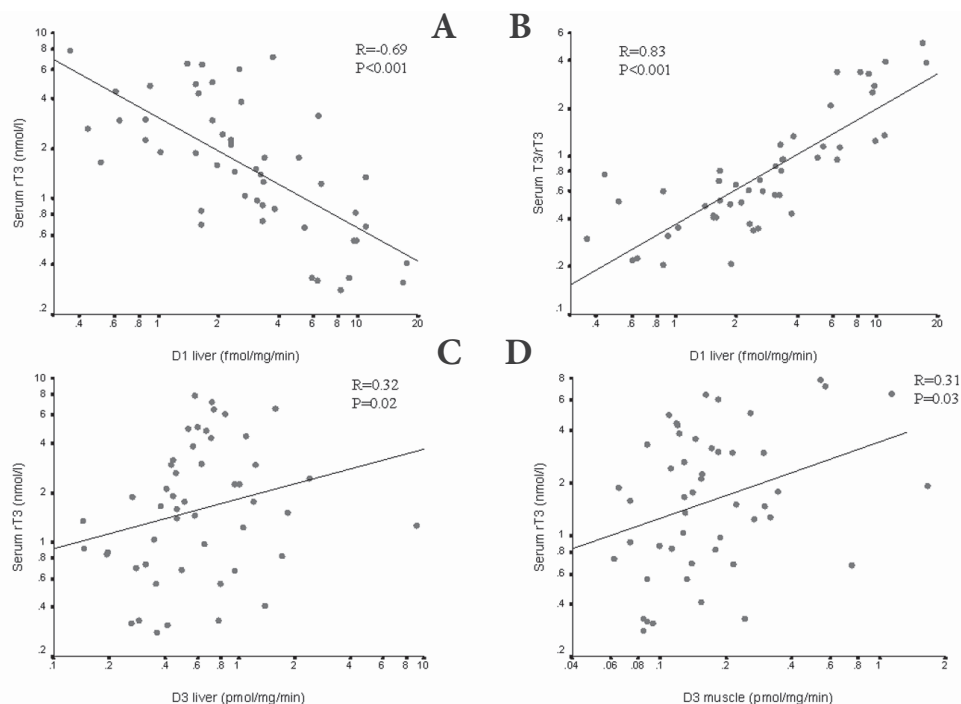 A
R=-0.69
P<0.001
Serum rT3 (nmol/l)
10
8
6
4
2
1
.8
.6
.4
.2
.4 .6 .8 1 2 4 6 8 10 20
D1 liver (fmol/mg/min)
B
R=0.83
P<0.001
Serum T3/rT3
6
4
2
1
.8
.6
.4
.2
.1
.4 .6 .8 1 2 4 6 8 10 20
D1 liver (fmol/mg/min)
C
R=0.32
P=0.02
Serum rT3 (nmol/l)
10
8
6
4
2
1
.8
.6
.4
.2
0.1 .2 .4 .6 .8 1 2 4 6 8 10
D3 liver (pmol/mg/min)
D
R=0.31
P=0.03
Serum rT3 (nmol/l)
8
6
4
2
1
.8
.6
.4
.2
.04 .06 .08 .1 .2 .4 .6 .8 1 2
D3 muscle (pmol/mg/min)